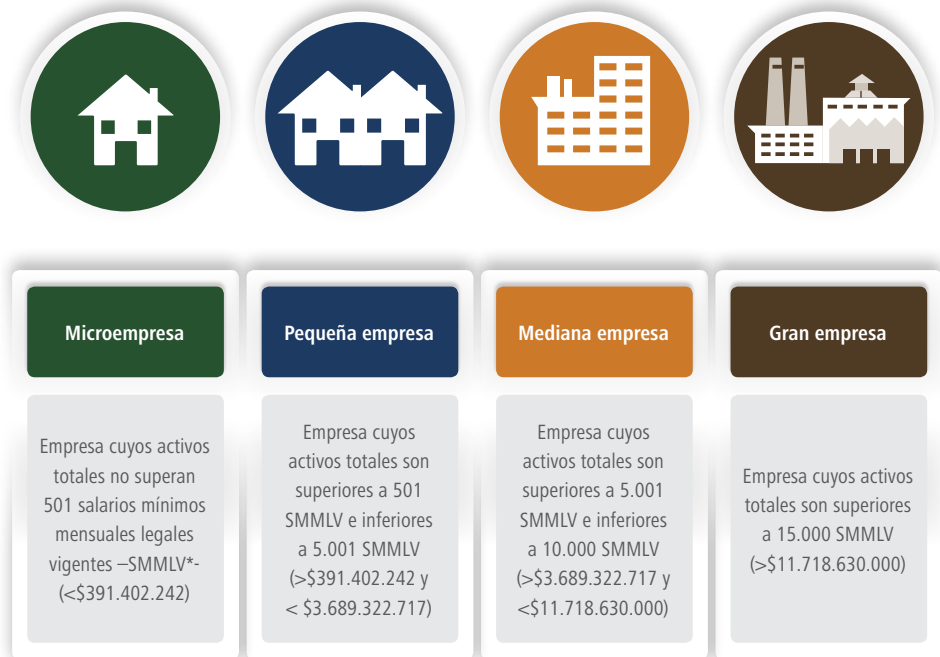 Microempresa
Empresa cuyos activos
totales no superan
501 salarios mínimos
mensuales legales
vigentes –SMMLV*-
(<$391.402.242)
Pequeña empresa
Empresa cuyos
activos totales son
superiores a 501
SMMLV e inferiores
a 5.001 SMMLV
(>$391.402.242 y
< $3.689.322.717)
Mediana empresa
Empresa cuyos
activos totales son
superiores a 5.001
SMMLV e inferiores
a 10.000 SMMLV
(>$3.689.322.717 y
<$11.718.630.000)
Gran empresa
Empresa cuyos activos
totales son superiores
a 15.000 SMMLV
(>$11.718.630.000)